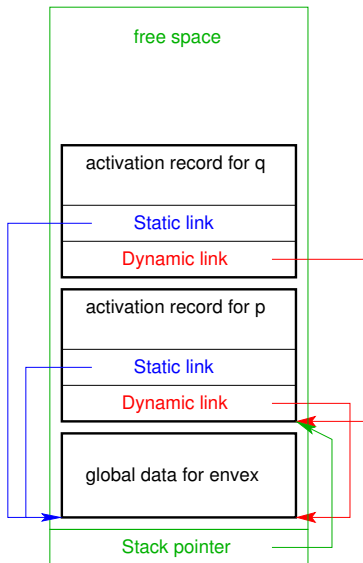 free space
activation record for q
Static link
Dynamic link
activation record for p
Static link
Dynamic link
global data for envex
Stack pointer